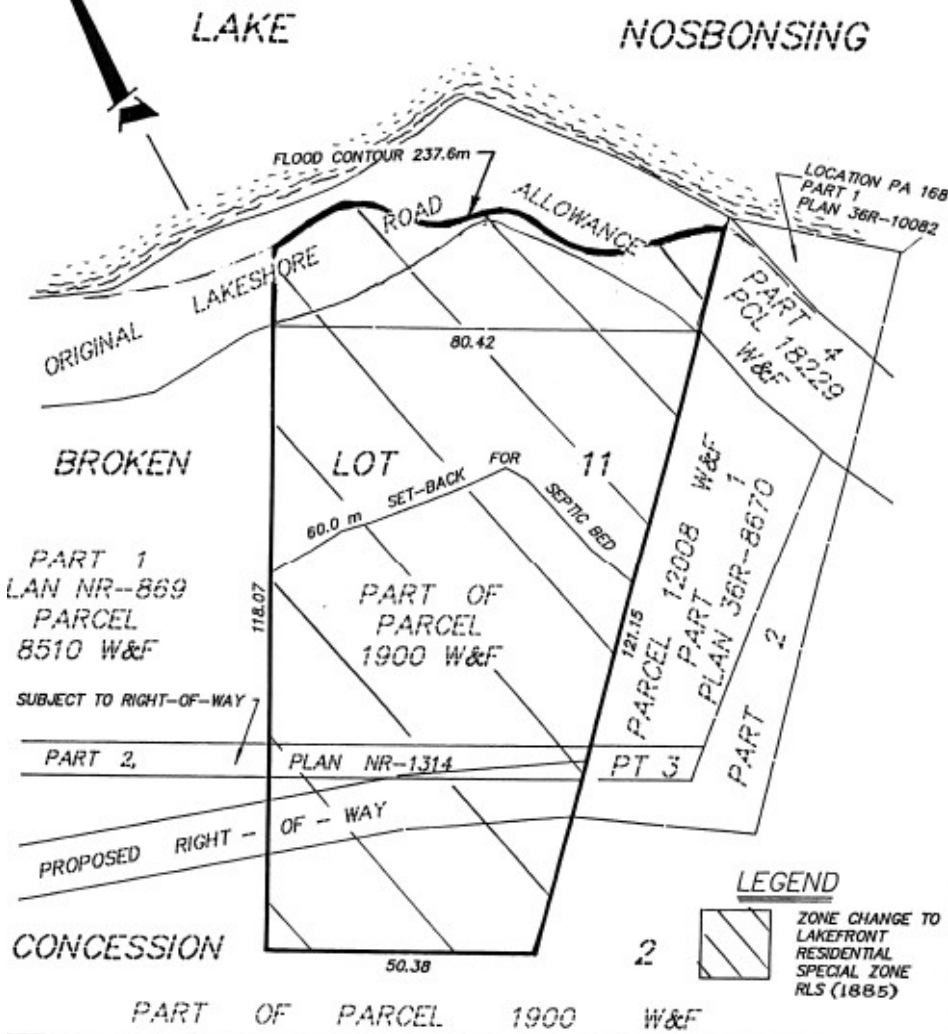 LAKE NOSBONSING
FLOOD CONTOUR 237.6m
LOCATION PA 168
PART 1
PLAN 36R-10082
ORIGINAL LAKESHORE ROAD ALLOWANCE
PART 4
PCL 18229
W&F
80.42
BROKEN LOT 11
60.0 m SET-BACK FOR SEPTIC BED
PART 1
LAN NR--869
PARCEL
8510 W&F
118.07
PART OF
PARCEL
1900 W&F
121.15
PARCEL 12008 W&F
PART 1
PLAN 36R-8670
PART 2
SUBJECT TO RIGHT-OF-WAY
PART 2,
PLAN NR-1314
PT 3
PROPOSED RIGHT - OF - WAY
LEGEND
ZONE CHANGE TO
LAKEFRONT
RESIDENTIAL
SPECIAL ZONE
RLS (1885)
CONCESSION 2
50.38
PART OF PARCEL 1900 W&F